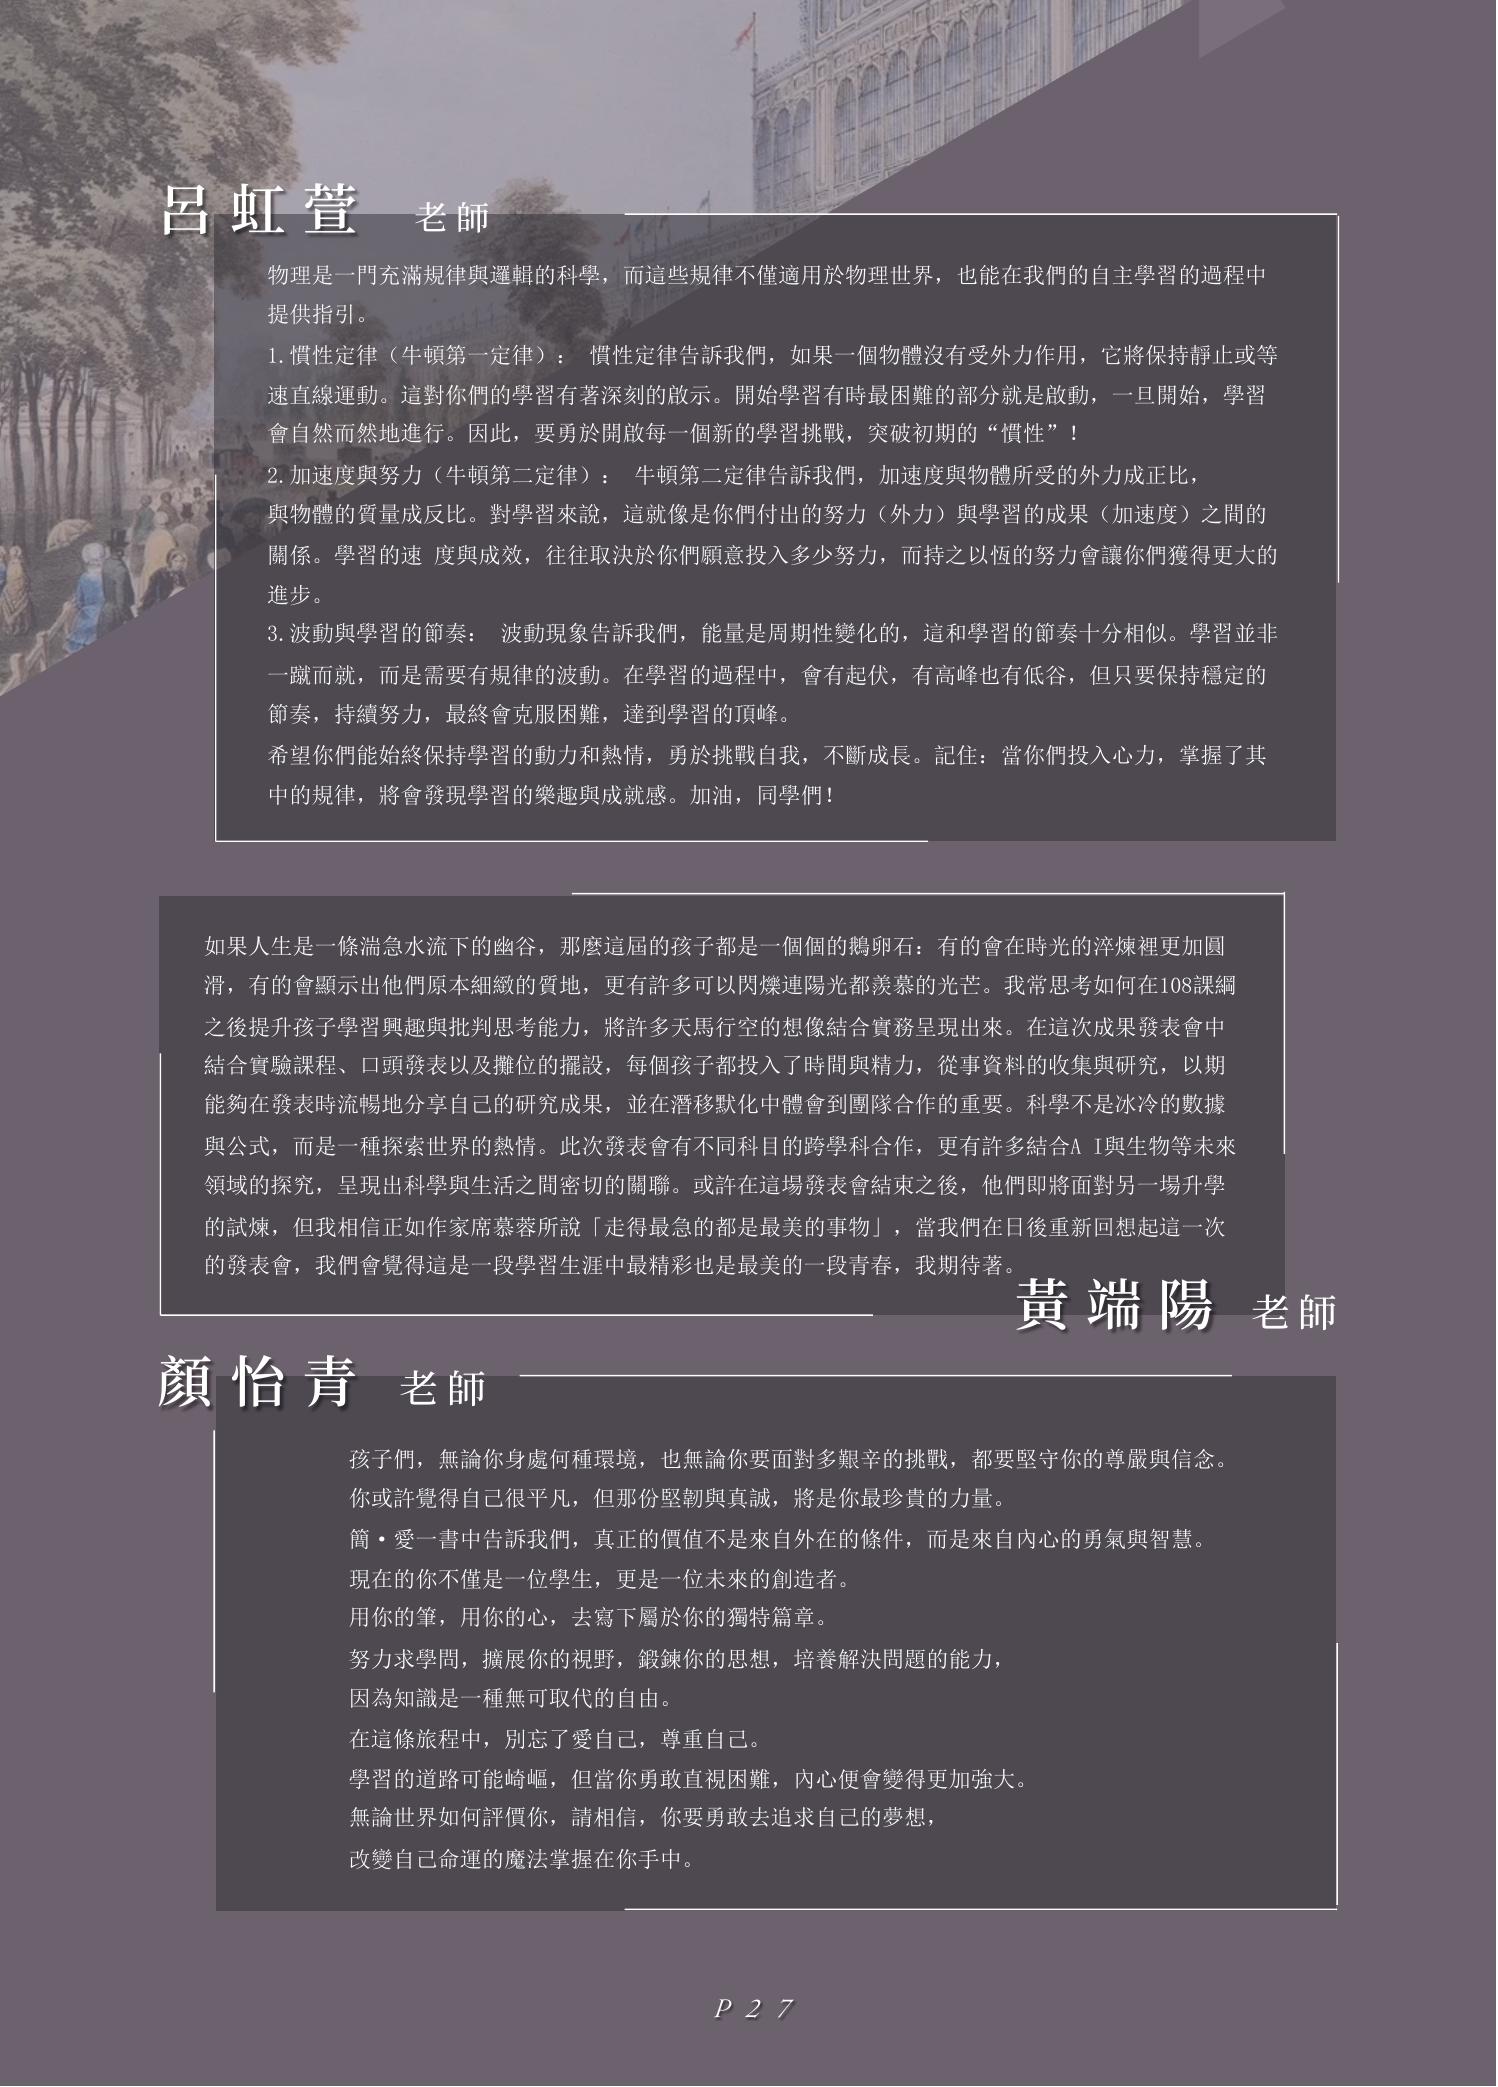 呂虹萱 老師
物理是一門充滿規律與邏輯的科學，而這些規律不僅適用於物理世界，也能在我們的自主學習的過程中
提供指引。
1.慣性定律（牛頓第一定律）： 慣性定律告訴我們，如果一個物體沒有受外力作用，它將保持靜止或等
速直線運動。這對你們的學習有著深刻的啟示。開始學習有時最困難的部分就是啟動，一旦開始，學習
會自然而然地進行。因此，要勇於開啟每一個新的學習挑戰，突破初期的“慣性”！
2.加速度與努力（牛頓第二定律）： 牛頓第二定律告訴我們，加速度與物體所受的外力成正比，
與物體的質量成反比。對學習來說，這就像是你們付出的努力（外力）與學習的成果（加速度）之間的
關係。學習的速 度與成效，往往取決於你們願意投入多少努力，而持之以恆的努力會讓你們獲得更大的
進步。
3.波動與學習的節奏： 波動現象告訴我們，能量是周期性變化的，這和學習的節奏十分相似。學習並非
一蹴而就，而是需要有規律的波動。在學習的過程中，會有起伏，有高峰也有低谷，但只要保持穩定的
節奏，持續努力，最終會克服困難，達到學習的頂峰。
希望你們能始終保持學習的動力和熱情，勇於挑戰自我，不斷成長。記住：當你們投入心力，掌握了其
中的規律，將會發現學習的樂趣與成就感。加油，同學們！
如果人生是一條湍急水流下的幽谷，那麼這屆的孩子都是一個個的鵝卵石：有的會在時光的淬煉裡更加圓
滑，有的會顯示出他們原本細緻的質地，更有許多可以閃爍連陽光都羨慕的光芒。我常思考如何在108課綱
之後提升孩子學習興趣與批判思考能力，將許多天馬行空的想像結合實務呈現出來。在這次成果發表會中
結合實驗課程、口頭發表以及攤位的擺設，每個孩子都投入了時間與精力，從事資料的收集與研究，以期
能夠在發表時流暢地分享自己的研究成果，並在潛移默化中體會到團隊合作的重要。科學不是冰冷的數據
與公式，而是一種探索世界的熱情。此次發表會有不同科目的跨學科合作，更有許多結合A I與生物等未來
領域的探究，呈現出科學與生活之間密切的關聯。或許在這場發表會結束之後，他們即將面對另一場升學
的試煉，但我相信正如作家席慕蓉所說「走得最急的都是最美的事物」，當我們在日後重新回想起這一次
的發表會，我們會覺得這是一段學習生涯中最精彩也是最美的一段青春，我期待著。
黃端陽 老師
顏怡青 老師
孩子們，無論你身處何種環境，也無論你要面對多艱辛的挑戰，都要堅守你的尊嚴與信念。
你或許覺得自己很平凡，但那份堅韌與真誠，將是你最珍貴的力量。
簡•愛一書中告訴我們，真正的價值不是來自外在的條件，而是來自內心的勇氣與智慧。
現在的你不僅是一位學生，更是一位未來的創造者。
用你的筆，用你的心，去寫下屬於你的獨特篇章。
努力求學問，擴展你的視野，鍛鍊你的思想，培養解決問題的能力，
因為知識是一種無可取代的自由。
在這條旅程中，別忘了愛自己，尊重自己。
學習的道路可能崎嶇，但當你勇敢直視困難，內心便會變得更加強大。
無論世界如何評價你，請相信，你要勇敢去追求自己的夢想，
改變自己命運的魔法掌握在你手中。
P27